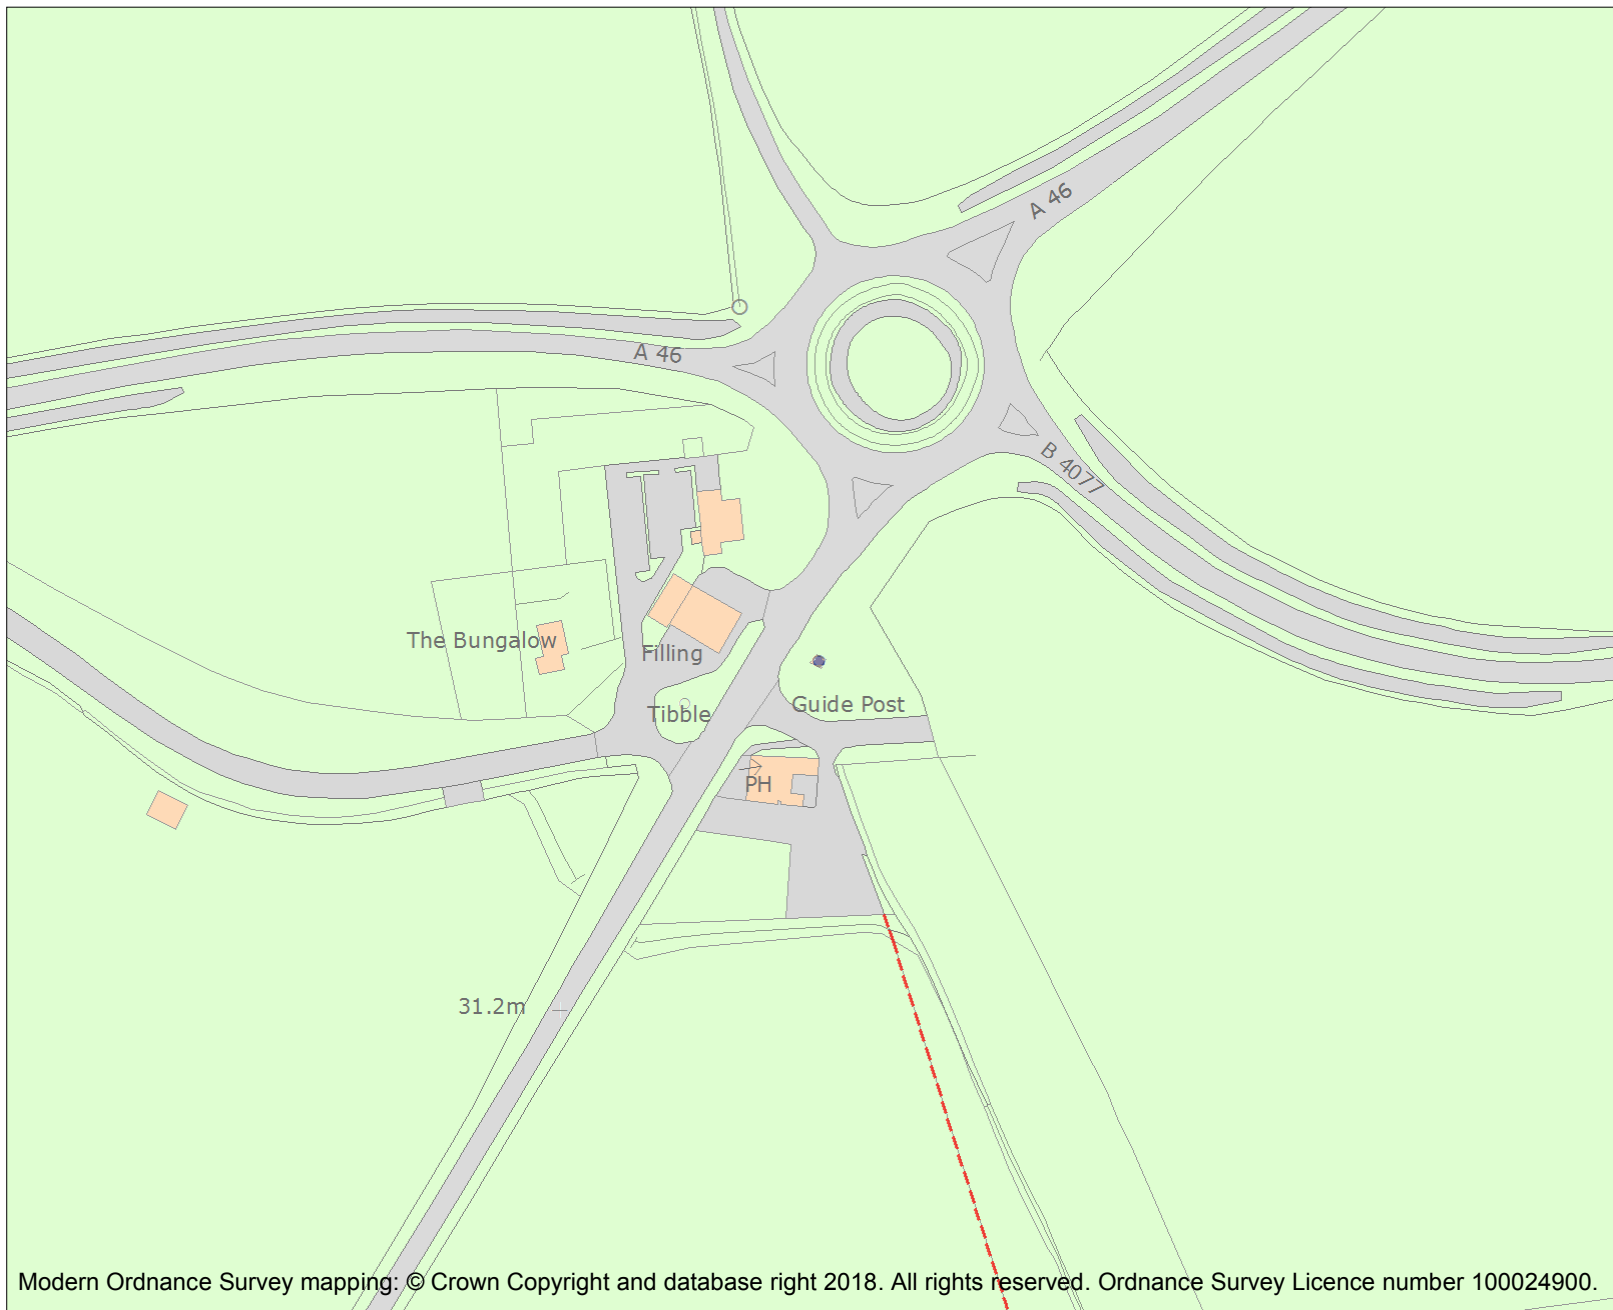 A 46
A 46
B 4077
The Bungalow
Filling
Tibble
Guide Post
PH
31.2m
Modern Ordnance Survey mapping: © Crown Copyright and database right 2018. All rights reserved. Ordnance Survey Licence number 100024900.